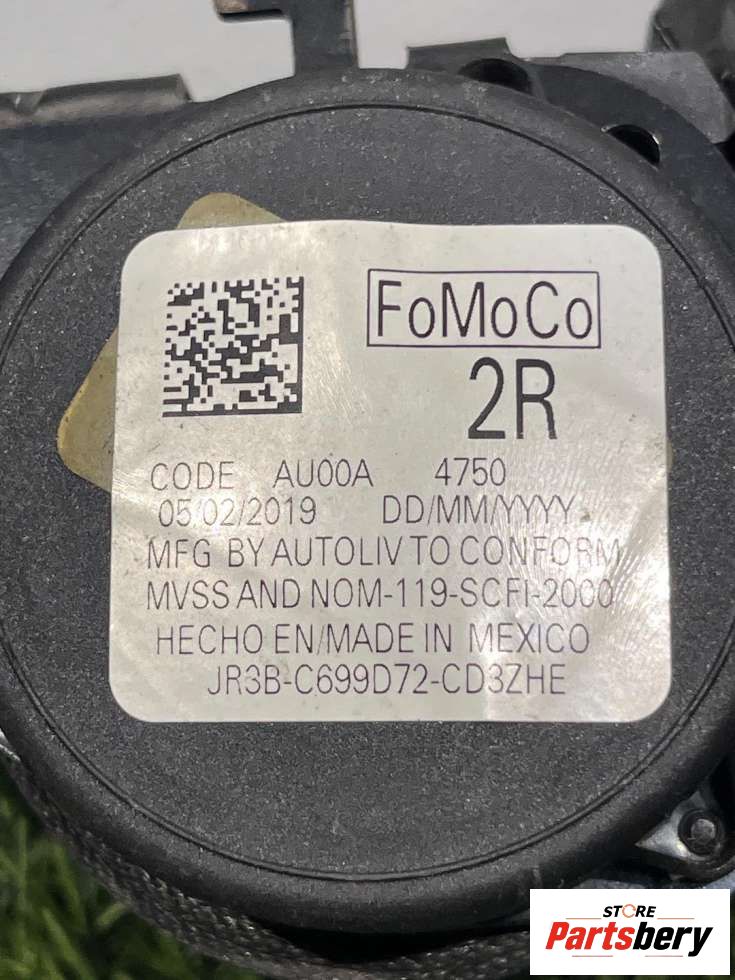 FoMoCo
2R
CODE AU00A 4750
05/02/2019 DD/MM/YYYY
MFG BY AUTOLIV TO CONFORM
MVSS AND NOM-119-SCFI-2000
HECHO EN/MADE IN MEXICO
JR3B-C699D72-CD3ZHE
STORE
Partsbery